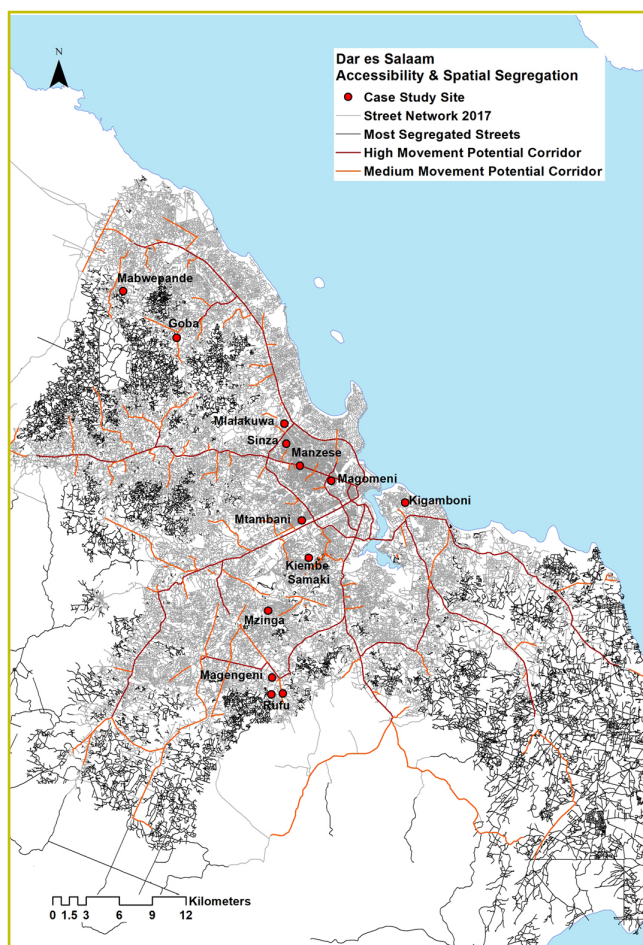 N
Dar es Salaam
Accessibility & Spatial Segregation
Case Study Site
Street Network 2017
Most Segregated Streets
High Movement Potential Corridor
Medium Movement Potential Corridor
Mabwepande
Goba
Mlalakuwa
Sinza
Manzese
Magomeni
Kigamboni
Mtambani
Kiembe
Samaki
Mzinga
Magengeni
Rufu
Kilometers
0 1.5 3 6 9 12